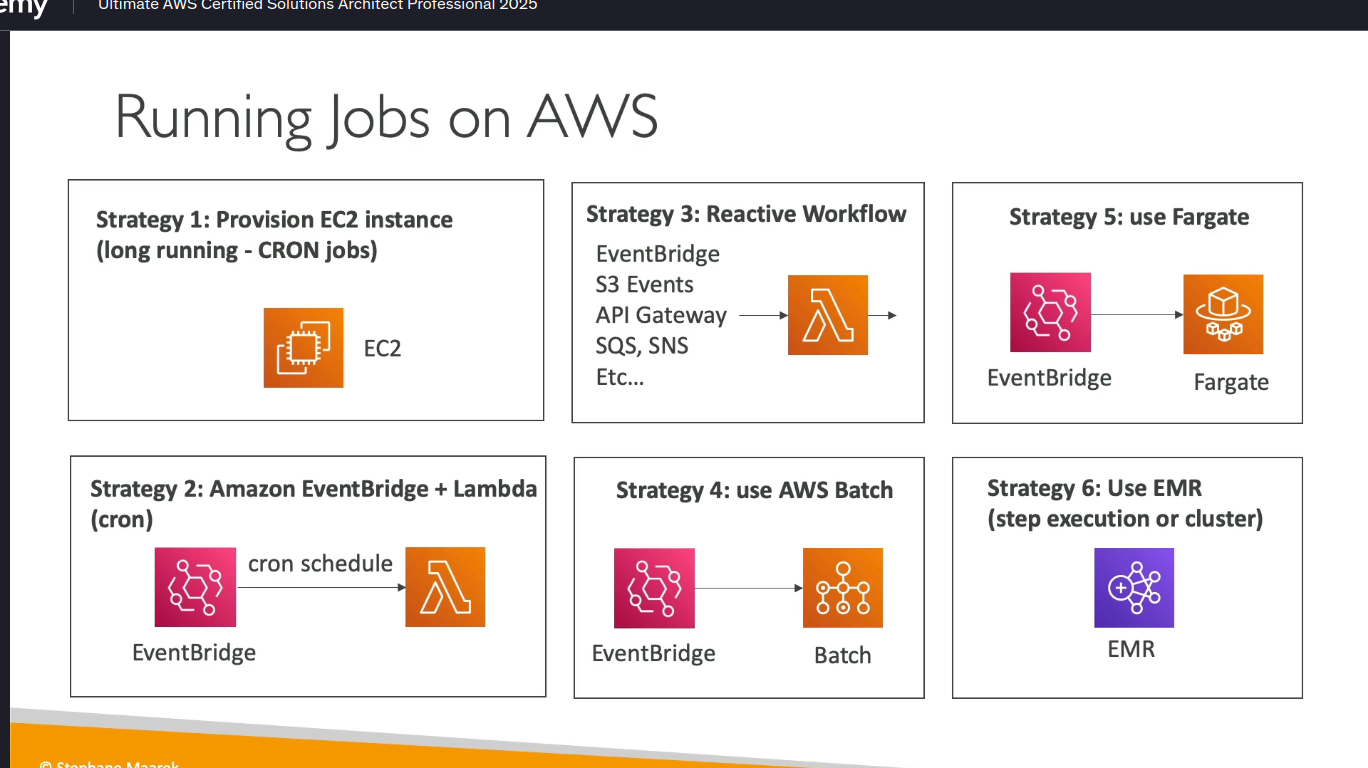 emy
Ultimate AWS Certified Solutions Architect Professional 2025
Running Jobs on AWS
Strategy 1: Provision EC2 instance
(long running - CRON jobs)
EC2
Strategy 2: Amazon EventBridge + Lambda
(cron)
cron schedule
EventBridge
Strategy 3: Reactive Workflow
EventBridge
S3 Events
API Gateway
SQS, SNS
Etc...
Strategy 4: use AWS Batch
EventBridge
Batch
Strategy 5: use Fargate
EventBridge
Fargate
Strategy 6: Use EMR
(step execution or cluster)
EMR
© Stephane Maarek